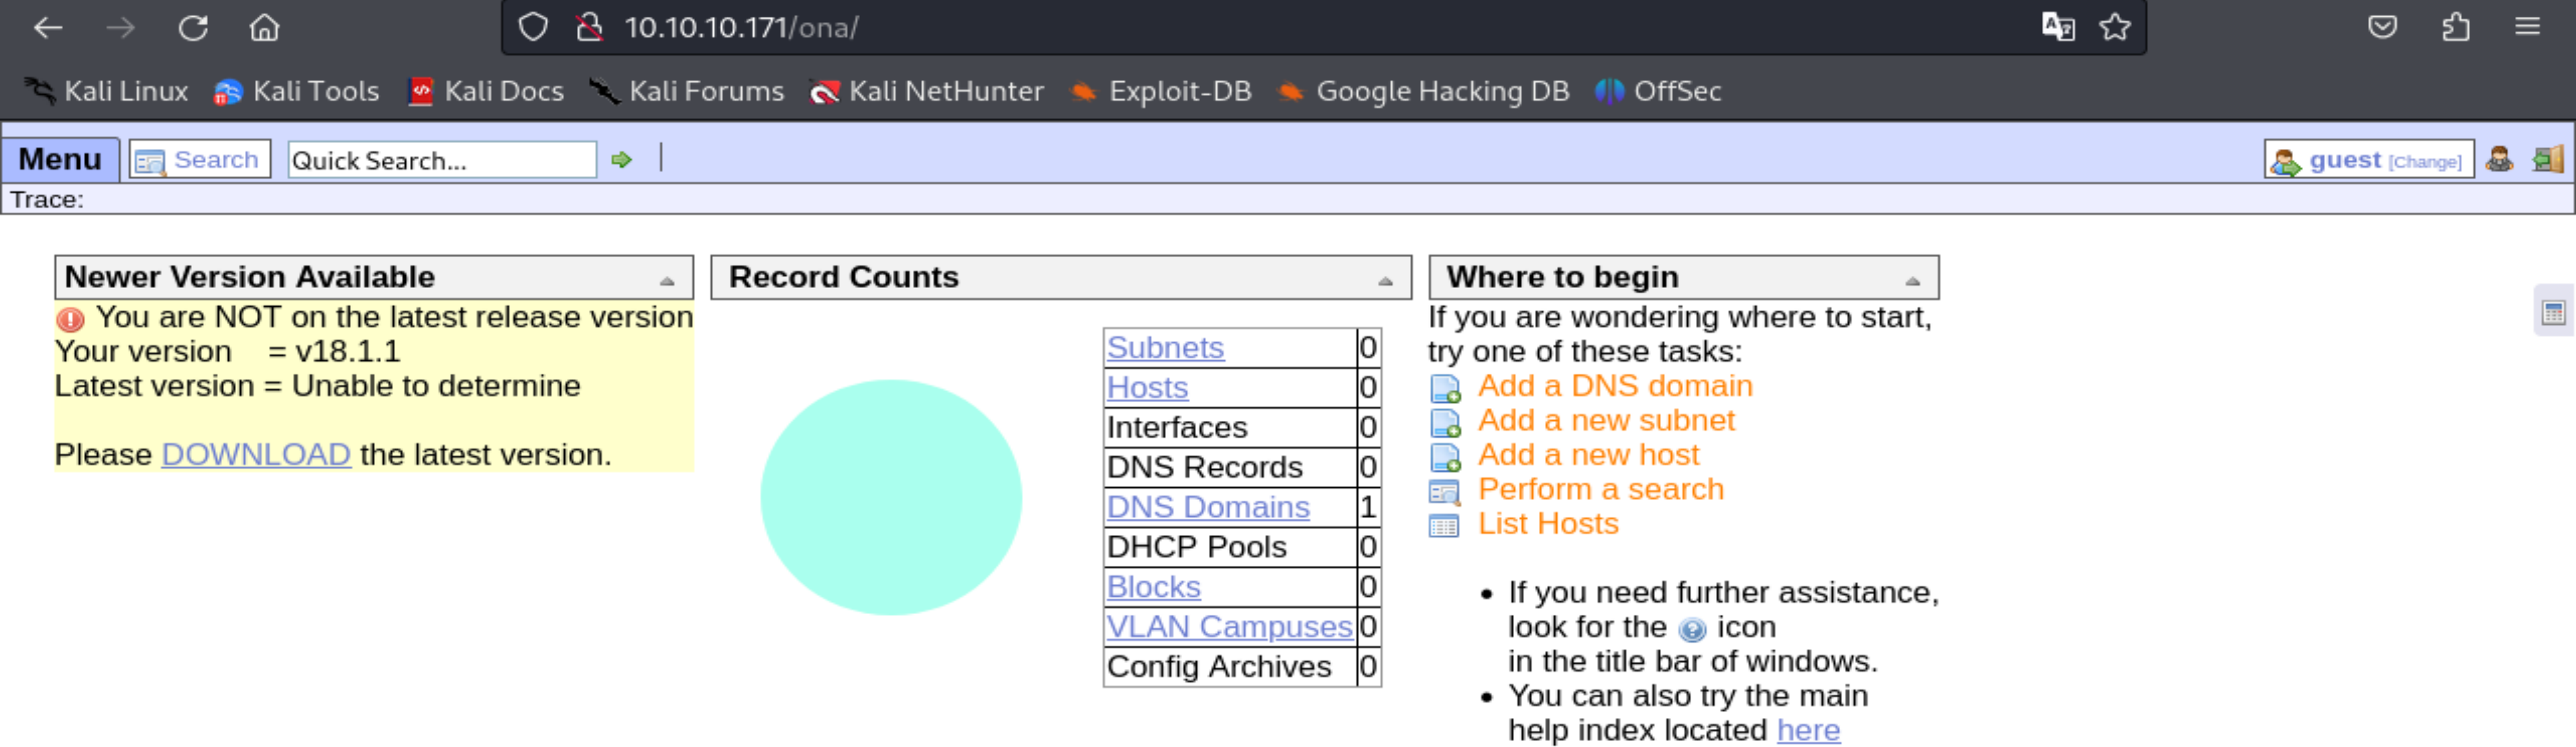 10.10.10.171/ona/
Kali Linux Kali Tools Kali Docs Kali Forums Kali NetHunter Exploit-DB Google Hacking DB OffSec
Menu Search Quick Search... guest [Change]
Trace:
Newer Version Available
You are NOT on the latest release version
Your version = v18.1.1
Latest version = Unable to determine
Please DOWNLOAD the latest version.
Record Counts
Subnets 0
Hosts 0
Interfaces 0
DNS Records 0
DNS Domains 1
DHCP Pools 0
Blocks 0
VLAN Campuses 0
Config Archives 0
Where to begin
If you are wondering where to start,
try one of these tasks:
Add a DNS domain
Add a new subnet
Add a new host
Perform a search
List Hosts
• If you need further assistance,
look for the ? icon
in the title bar of windows.
• You can also try the main
help index located here